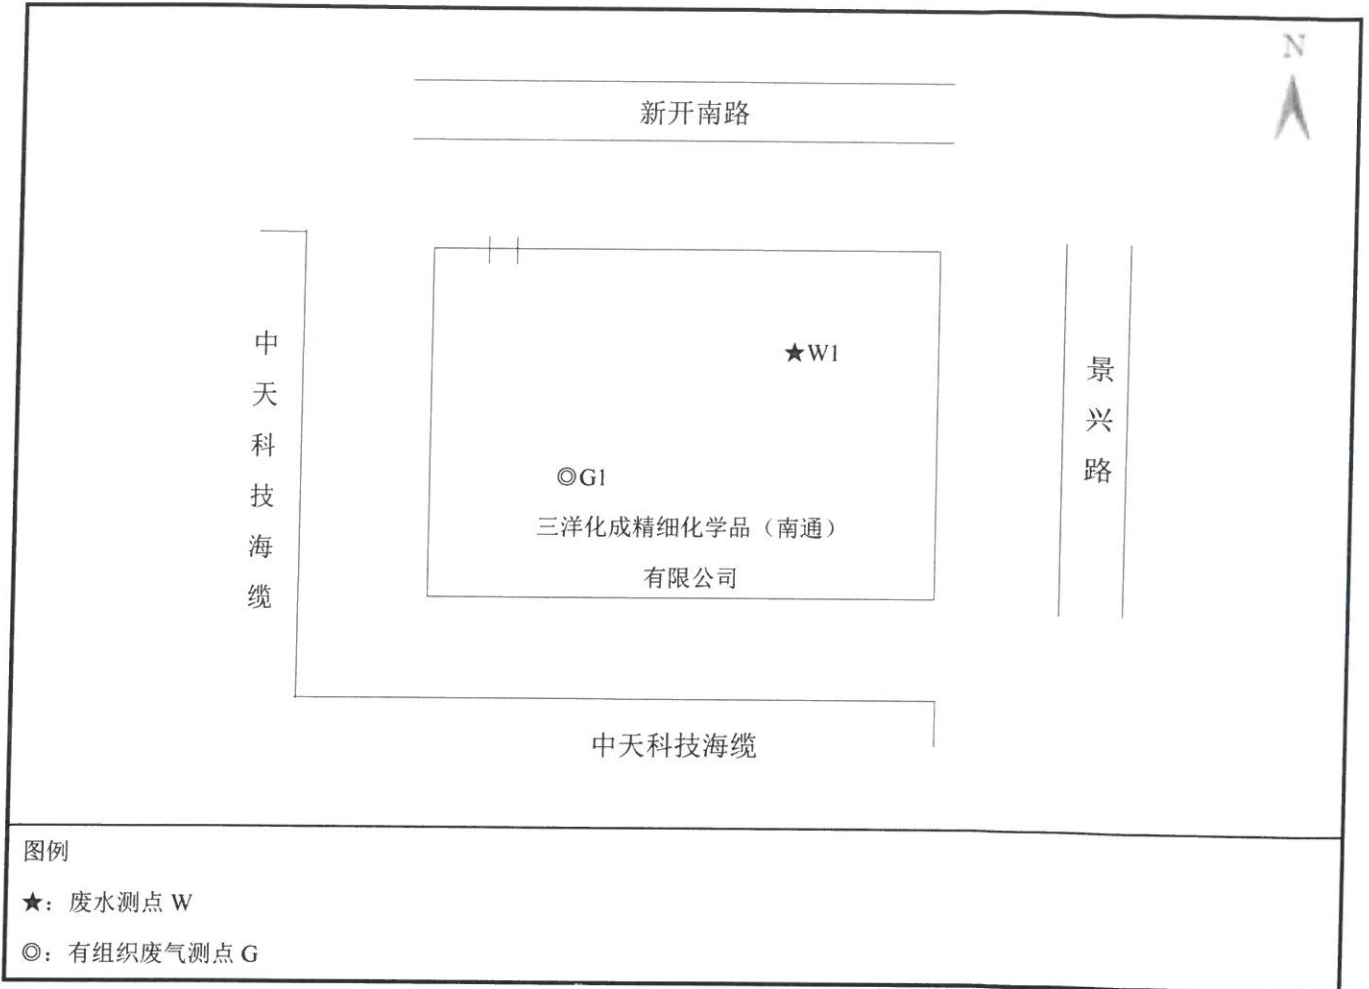 N
新开南路
中天科技海缆
★W1
景兴路
◎G1
三洋化成精细化学品（南通）
有限公司
中天科技海缆
图例
★：废水测点 W
◎：有组织废气测点 G